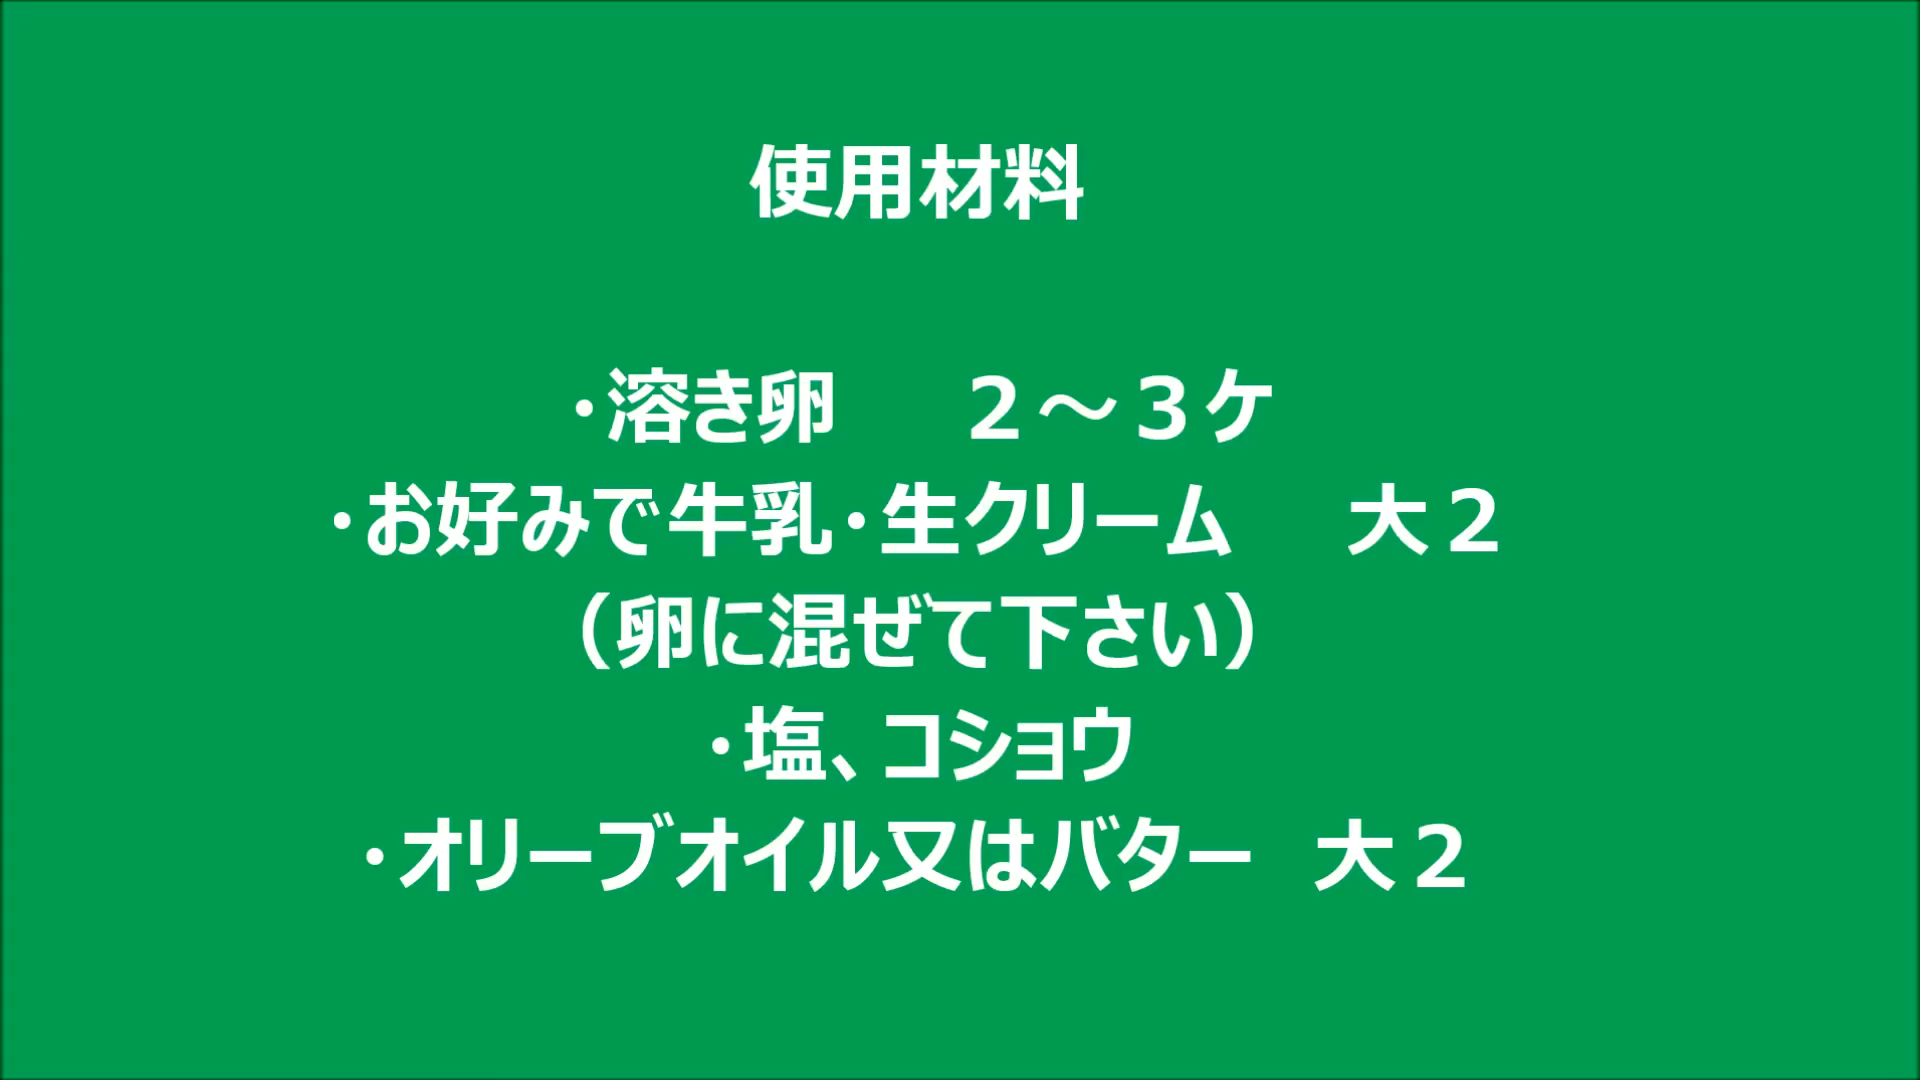 使用材料
・溶き卵　２～３ケ
・お好みで牛乳・生クリーム　大２
（卵に混ぜて下さい）
・塩、コショウ
・オリーブオイル又はバター　大２